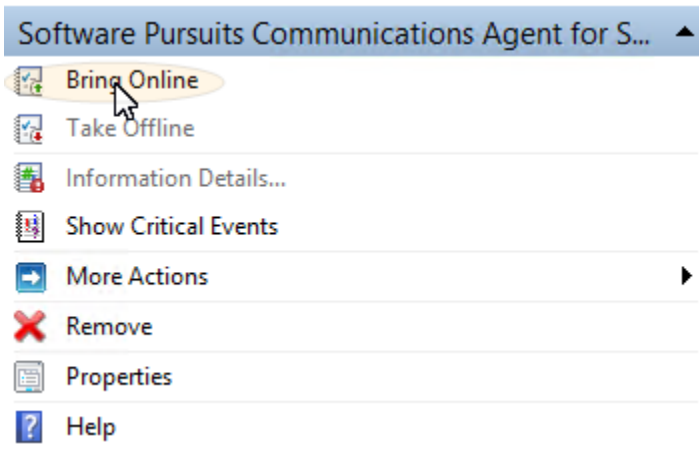 Software Pursuits Communications Agent for S...
Bring Online
Take Offline
Information Details...
Show Critical Events
More Actions
Remove
Properties
Help